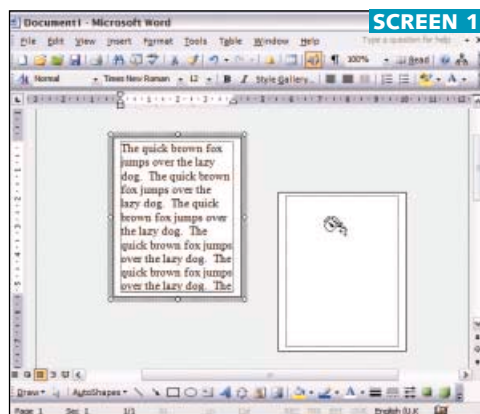 Document1 - Microsoft Word
SCREEN 1
File Edit View Insert Format Tools Table Window Help
Type a question for help
100% Read
Normal Times New Roman 12 B I Style Gallery...
The quick brown fox
jumps over the lazy
dog. The quick brown
fox jumps over the
lazy dog. The quick
brown fox jumps over
the lazy dog. The
quick brown fox jumps
over the lazy dog. The
quick brown fox jumps
over the lazy dog. The
Draw AutoShapes
Page 1 Sec 1 1/1 English (U.K